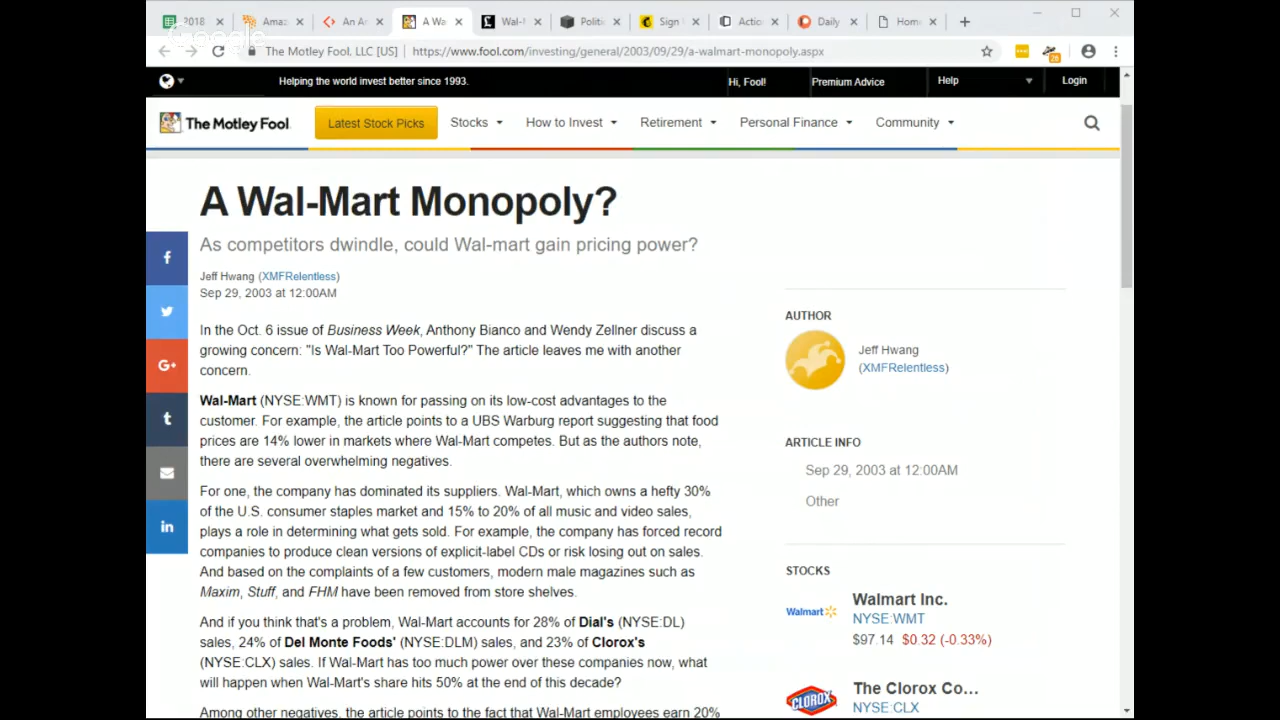 2018
Amaz
An Ar
A Wa
Wal-
Politi
Sign
Actio
Daily
Home
Google
The Motley Fool, LLC [US]
https://www.fool.com/investing/general/2003/09/29/a-walmart-monopoly.aspx
26
Helping the world invest better since 1993.
Hi, Fool!
Premium Advice
Help
Login
The Motley Fool.
Latest Stock Picks
Stocks
How to Invest
Retirement
Personal Finance
Community
A Wal-Mart Monopoly?
As competitors dwindle, could Wal-mart gain pricing power?
Jeff Hwang (XMFRelentless)
Sep 29, 2003 at 12:00AM
f
G+
t
in
In the Oct. 6 issue of Business Week, Anthony Bianco and Wendy Zellner discuss a
growing concern: "Is Wal-Mart Too Powerful?" The article leaves me with another
concern.
Wal-Mart (NYSE:WMT) is known for passing on its low-cost advantages to the
customer. For example, the article points to a UBS Warburg report suggesting that food
prices are 14% lower in markets where Wal-Mart competes. But as the authors note,
there are several overwhelming negatives.
For one, the company has dominated its suppliers. Wal-Mart, which owns a hefty 30%
of the U.S. consumer staples market and 15% to 20% of all music and video sales,
plays a role in determining what gets sold. For example, the company has forced record
companies to produce clean versions of explicit-label CDs or risk losing out on sales.
And based on the complaints of a few customers, modern male magazines such as
Maxim, Stuff, and FHM have been removed from store shelves.
And if you think that's a problem, Wal-Mart accounts for 28% of Dial's (NYSE:DL)
sales, 24% of Del Monte Foods' (NYSE:DLM) sales, and 23% of Clorox's
(NYSE:CLX) sales. If Wal-Mart has too much power over these companies now, what
will happen when Wal-Mart's share hits 50% at the end of this decade?
Among other negatives, the article points to the fact that Wal-Mart employees earn 20%
AUTHOR
Jeff Hwang
(XMFRelentless)
ARTICLE INFO
Sep 29, 2003 at 12:00AM
Other
STOCKS
Walmart
Walmart Inc.
NYSE:WMT
$97.14 $0.32 (-0.33%)
CLOROX
The Clorox Co...
NYSE:CLX